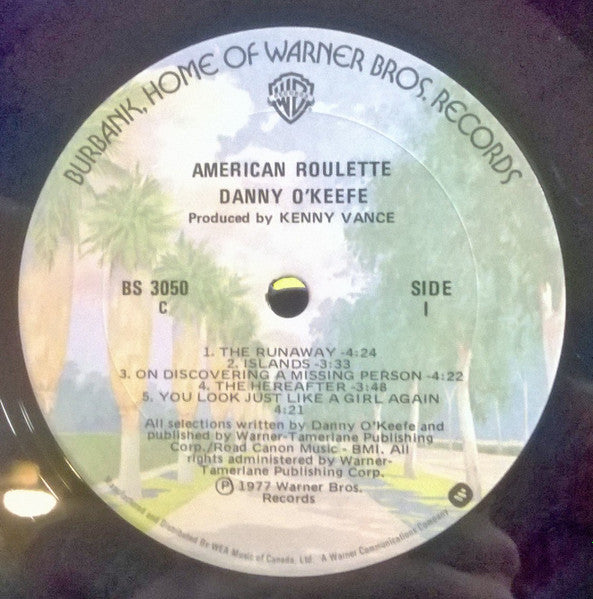 BURBANK, HOME OF WARNER BROS. RECORDS
AMERICAN ROULETTE
DANNY O'KEEFE
Produced by KENNY VANCE
BS 3050
C
SIDE
I
1. THE RUNAWAY -4:24
2. ISLANDS -3:33
3. ON DISCOVERING A MISSING PERSON -4:22
4. THE HEREAFTER -3:48
5. YOU LOOK JUST LIKE A GIRL AGAIN
4:21
All selections written by Danny O'Keefe and
published by Warner-Tamerlane Publishing
Corp./Road Canon Music - BMI. All
rights administered by Warner-
Tamerlane Publishing Corp.
Ⓟ 1977 Warner Bros.
Records
Manufactured and Distributed By WEA Music of Canada, Ltd. A Warner Communications Company